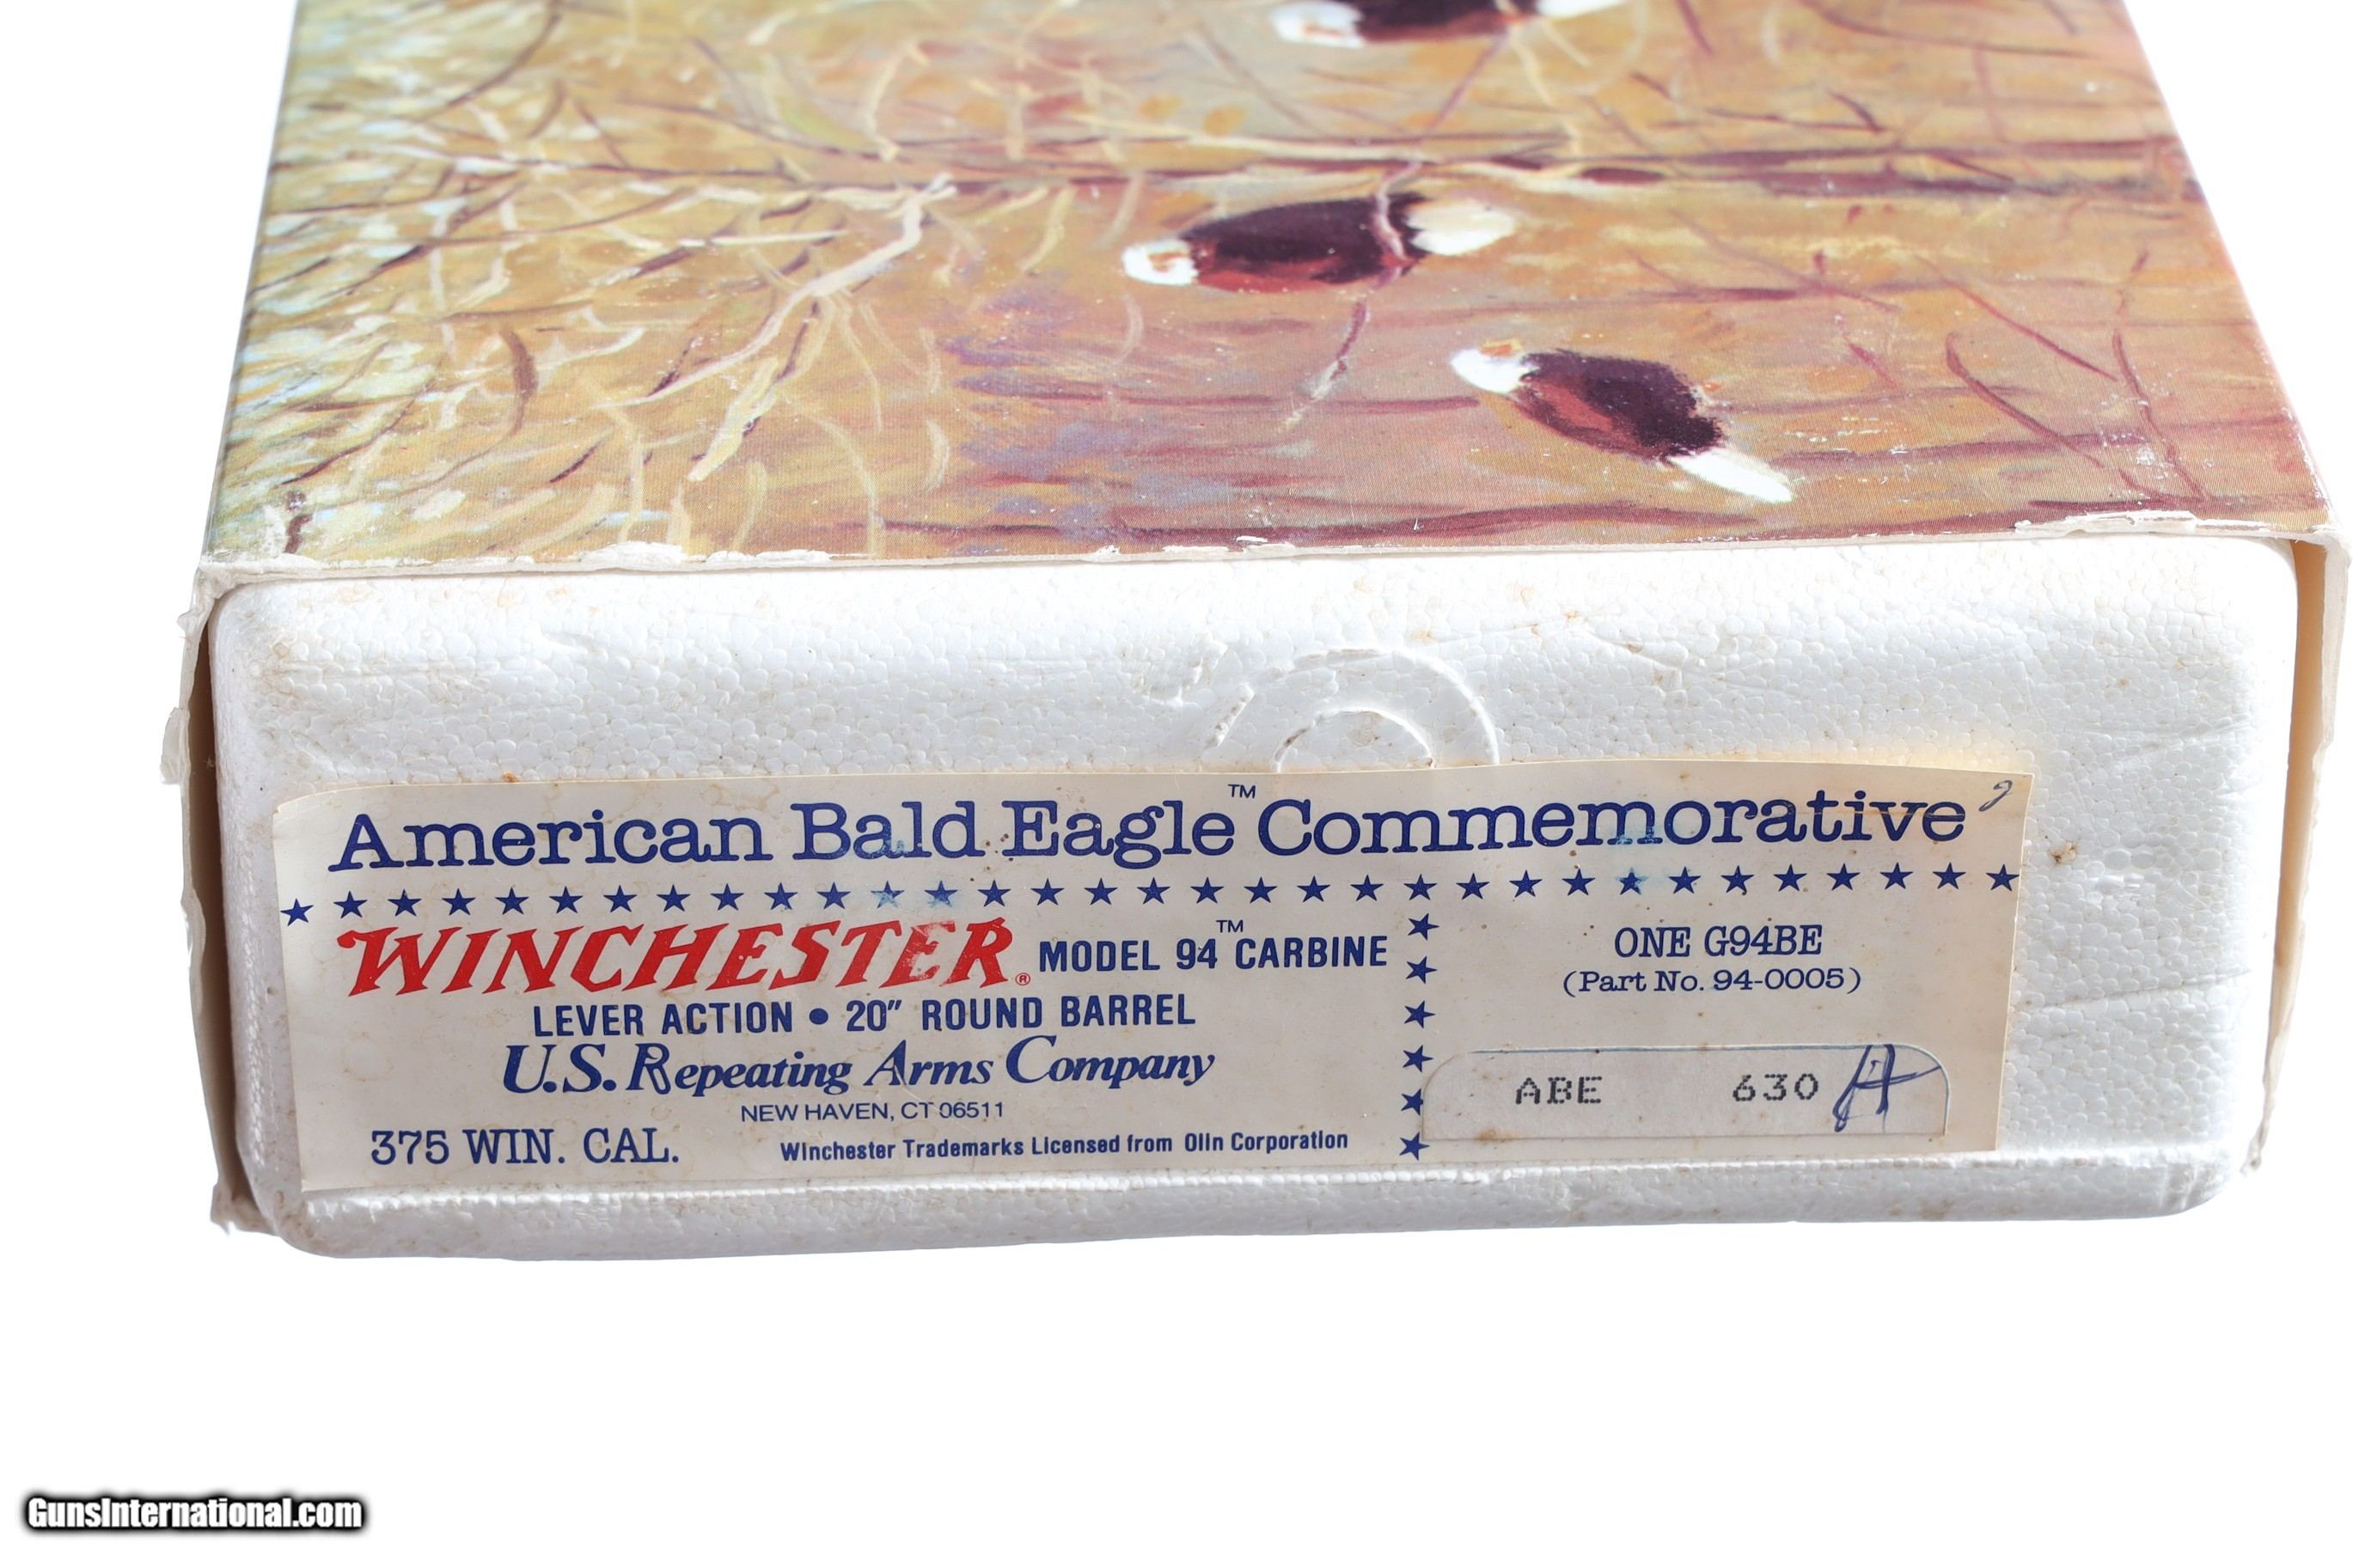 American Bald Eagle™ Commemorative
WINCHESTER® MODEL 94™ CARBINE
LEVER ACTION • 20" ROUND BARREL
U.S. Repeating Arms Company
NEW HAVEN, CT 06511
375 WIN. CAL.
Winchester Trademarks Licensed from Olin Corporation
ONE G94BE
(Part No. 94-0005)
ABE 630 A
GunsInternational.com